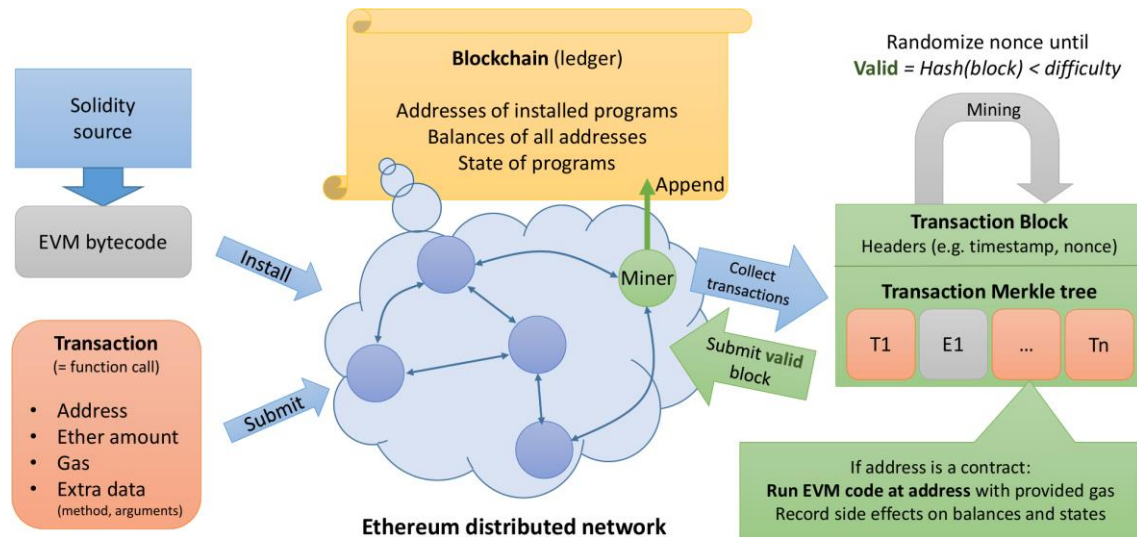 Solidity
source
EVM bytecode
Install
Transaction
(= function call)
• Address
• Ether amount
• Gas
• Extra data
(method, arguments)
Submit
Blockchain (ledger)
Addresses of installed programs
Balances of all addresses
State of programs
Append
Miner
Ethereum distributed network
Collect
transactions
Submit valid
block
Randomize nonce until
Valid = Hash(block) < difficulty
Mining
Transaction Block
Headers (e.g. timestamp, nonce)
Transaction Merkle tree
T1 E1 ... Tn
If address is a contract:
Run EVM code at address with provided gas
Record side effects on balances and states